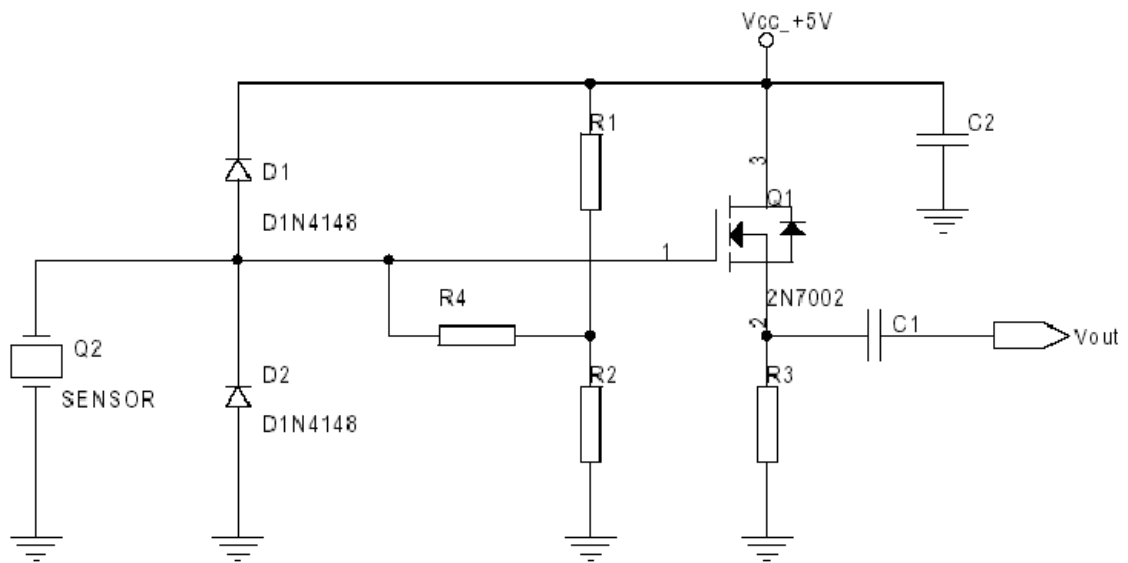 Vcc_+5V
R1
C2
D1
3
Q1
D1N4148
1
R4
2N7002
2
C1
Vout
Q2
D2
R2
R3
SENSOR
D1N4148